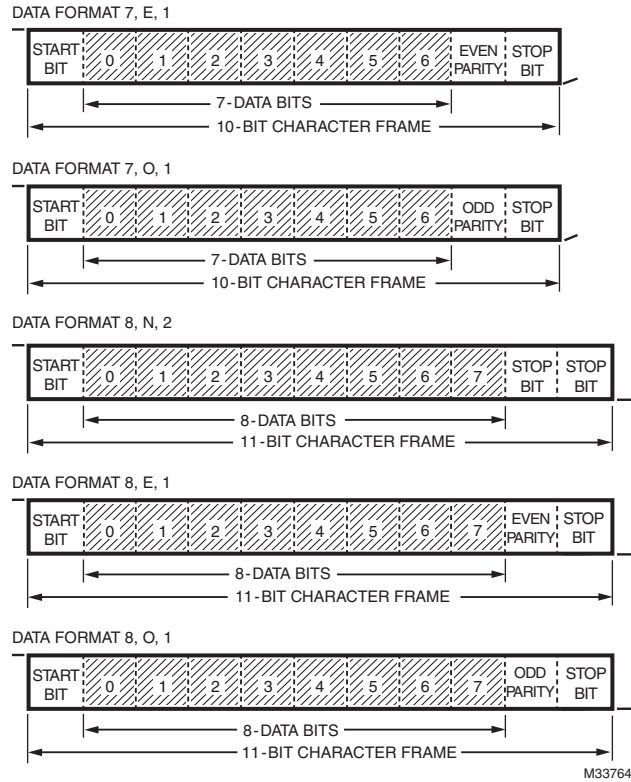 DATA FORMAT 7, E, 1
START BIT 0 1 2 3 4 5 6 EVEN PARITY STOP BIT
7-DATA BITS
10-BIT CHARACTER FRAME
DATA FORMAT 7, O, 1
START BIT 0 1 2 3 4 5 6 ODD PARITY STOP BIT
7-DATA BITS
10-BIT CHARACTER FRAME
DATA FORMAT 8, N, 2
START BIT 0 1 2 3 4 5 6 7 STOP BIT STOP BIT
8-DATA BITS
11-BIT CHARACTER FRAME
DATA FORMAT 8, E, 1
START BIT 0 1 2 3 4 5 6 7 EVEN PARITY STOP BIT
8-DATA BITS
11-BIT CHARACTER FRAME
DATA FORMAT 8, O, 1
START BIT 0 1 2 3 4 5 6 7 ODD PARITY STOP BIT
8-DATA BITS
11-BIT CHARACTER FRAME
M33764